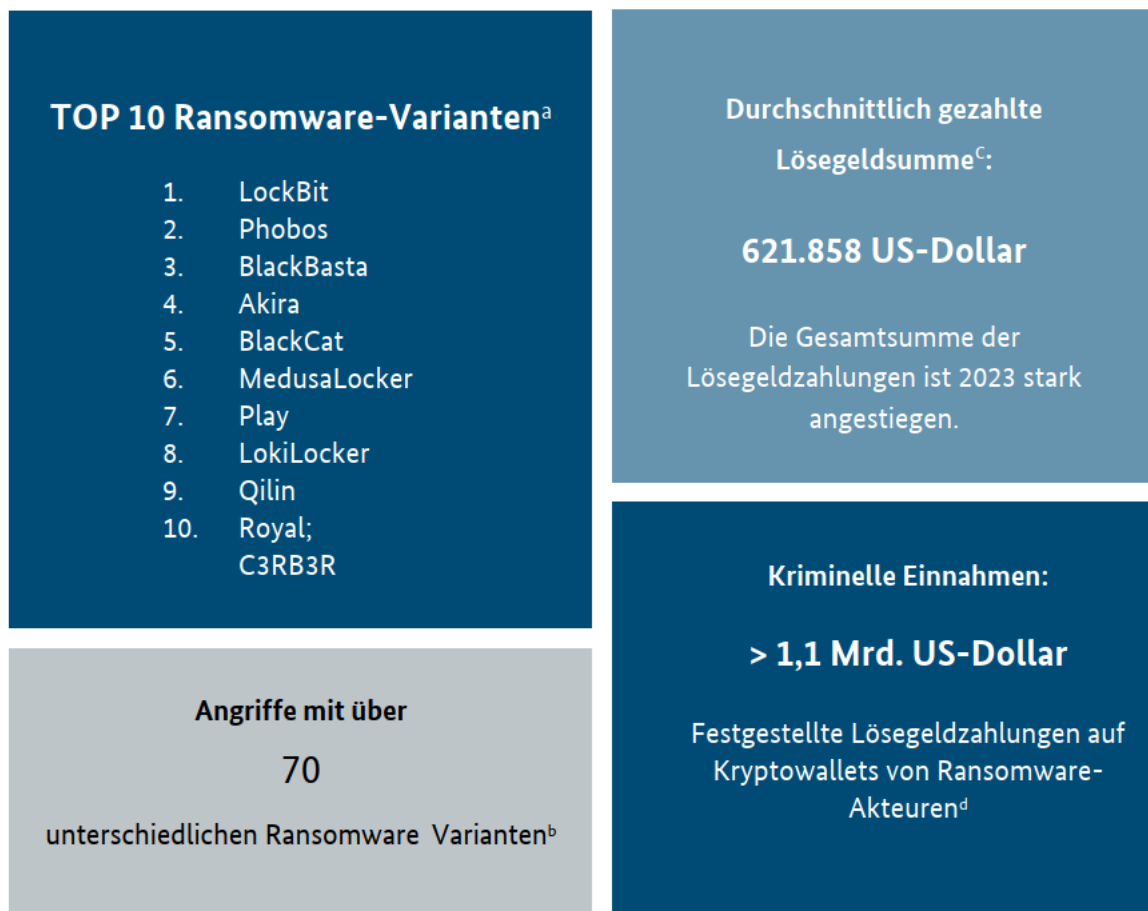 TOP 10 Ransomware-Variantenᵃ
1. LockBit
2. Phobos
3. BlackBasta
4. Akira
5. BlackCat
6. MedusaLocker
7. Play
8. LokiLocker
9. Qilin
10. Royal;
C3RB3R
Angriffe mit über
70
unterschiedlichen Ransomware Variantenᵇ
Durchschnittlich gezahlte
Lösegeldsummeᶜ:
621.858 US-Dollar
Die Gesamtsumme der
Lösegeldzahlungen ist 2023 stark
angestiegen.
Kriminelle Einnahmen:
> 1,1 Mrd. US-Dollar
Festgestellte Lösegeldzahlungen auf
Kryptowallets von Ransomware-
Akteurenᵈ